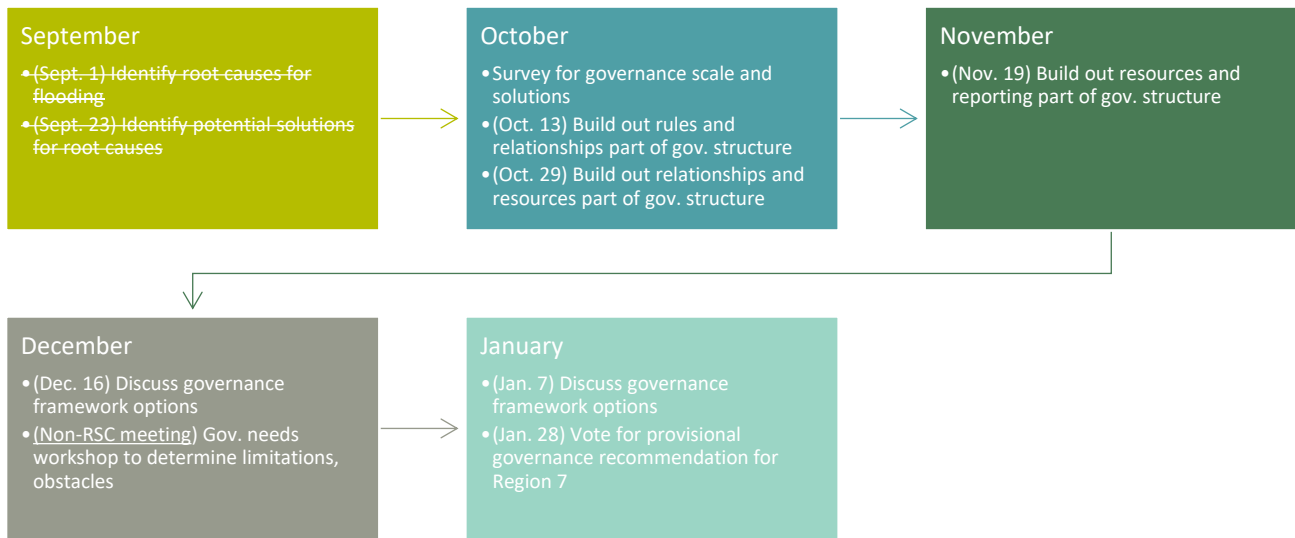 September
•(Sept. 1) Identify root causes for
flooding
•(Sept. 23) Identify potential solutions
for root causes
October
•Survey for governance scale and
solutions
•(Oct. 13) Build out rules and
relationships part of gov. structure
•(Oct. 29) Build out relationships and
resources part of gov. structure
November
•(Nov. 19) Build out resources and
reporting part of gov. structure
December
•(Dec. 16) Discuss governance
framework options
•(Non-RSC meeting) Gov. needs
workshop to determine limitations,
obstacles
January
•(Jan. 7) Discuss governance
framework options
•(Jan. 28) Vote for provisional
governance recommendation for
Region 7